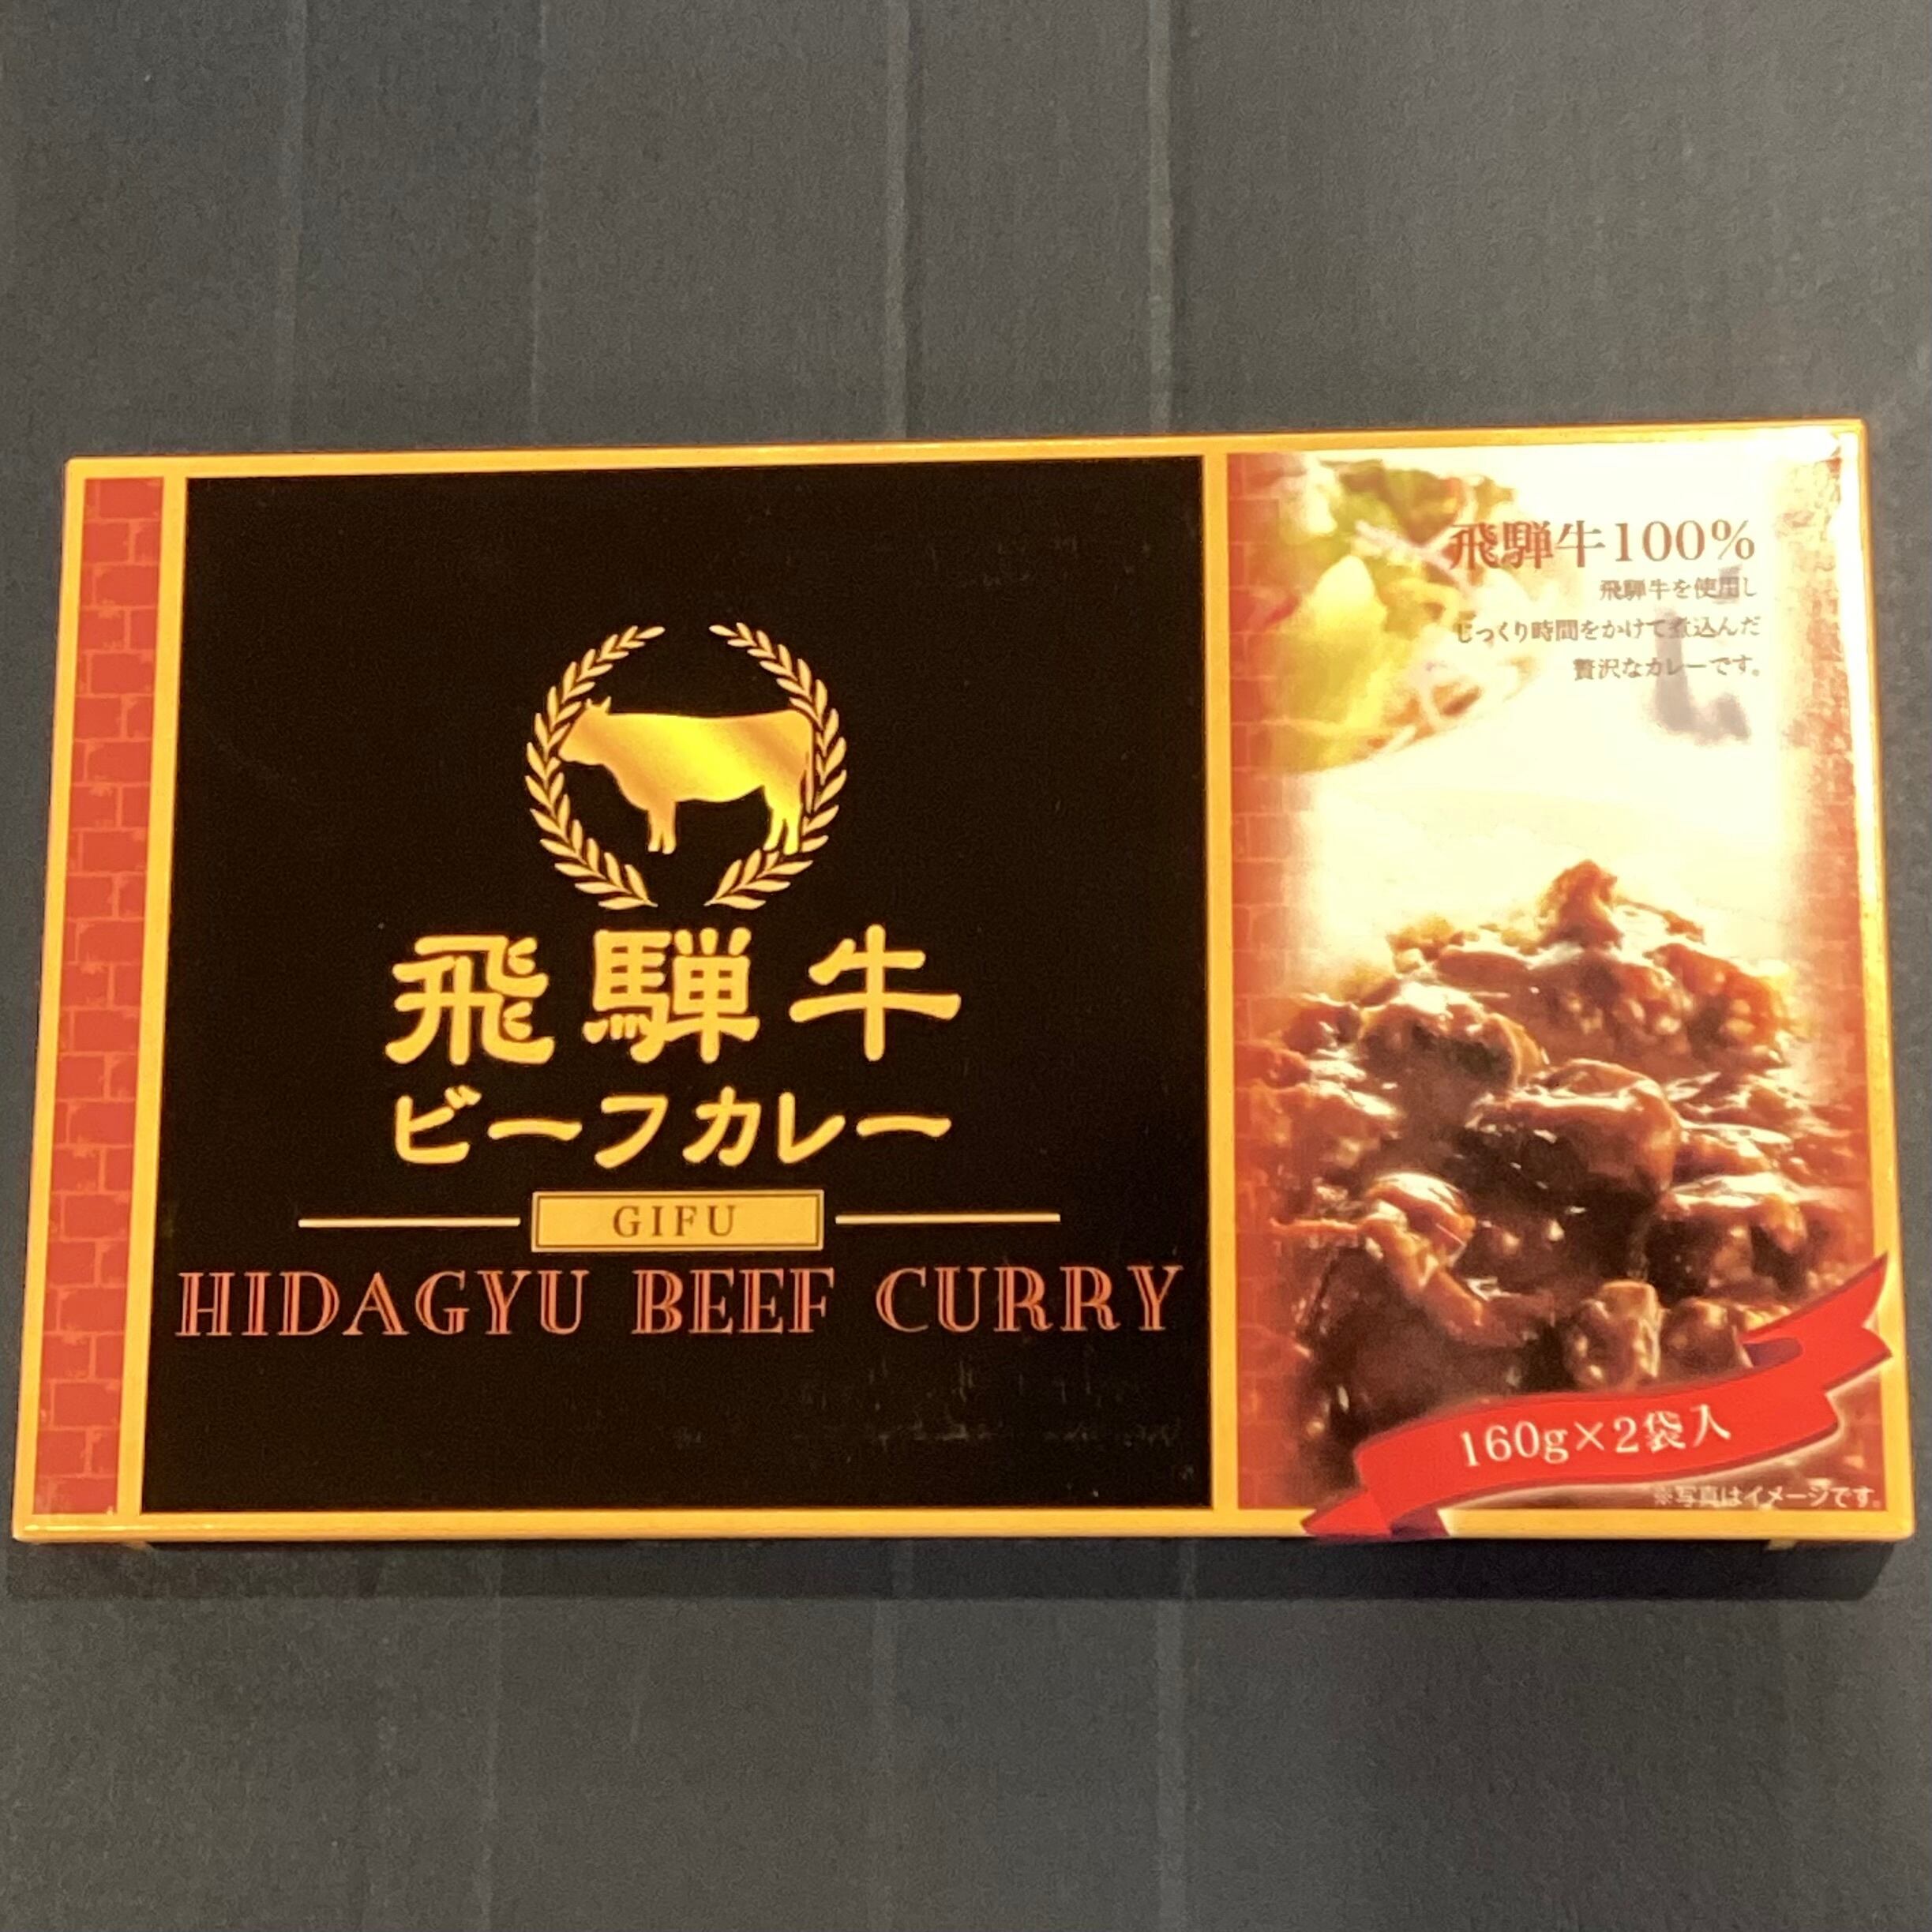 飛騨牛
ビーフカレー
GIFU
HIDAGYU BEEF CURRY
飛騨牛100%
飛騨牛を使用し
じっくり時間をかけて煮込んだ
贅沢なカレーです。
160g×2袋入
※写真はイメージです。